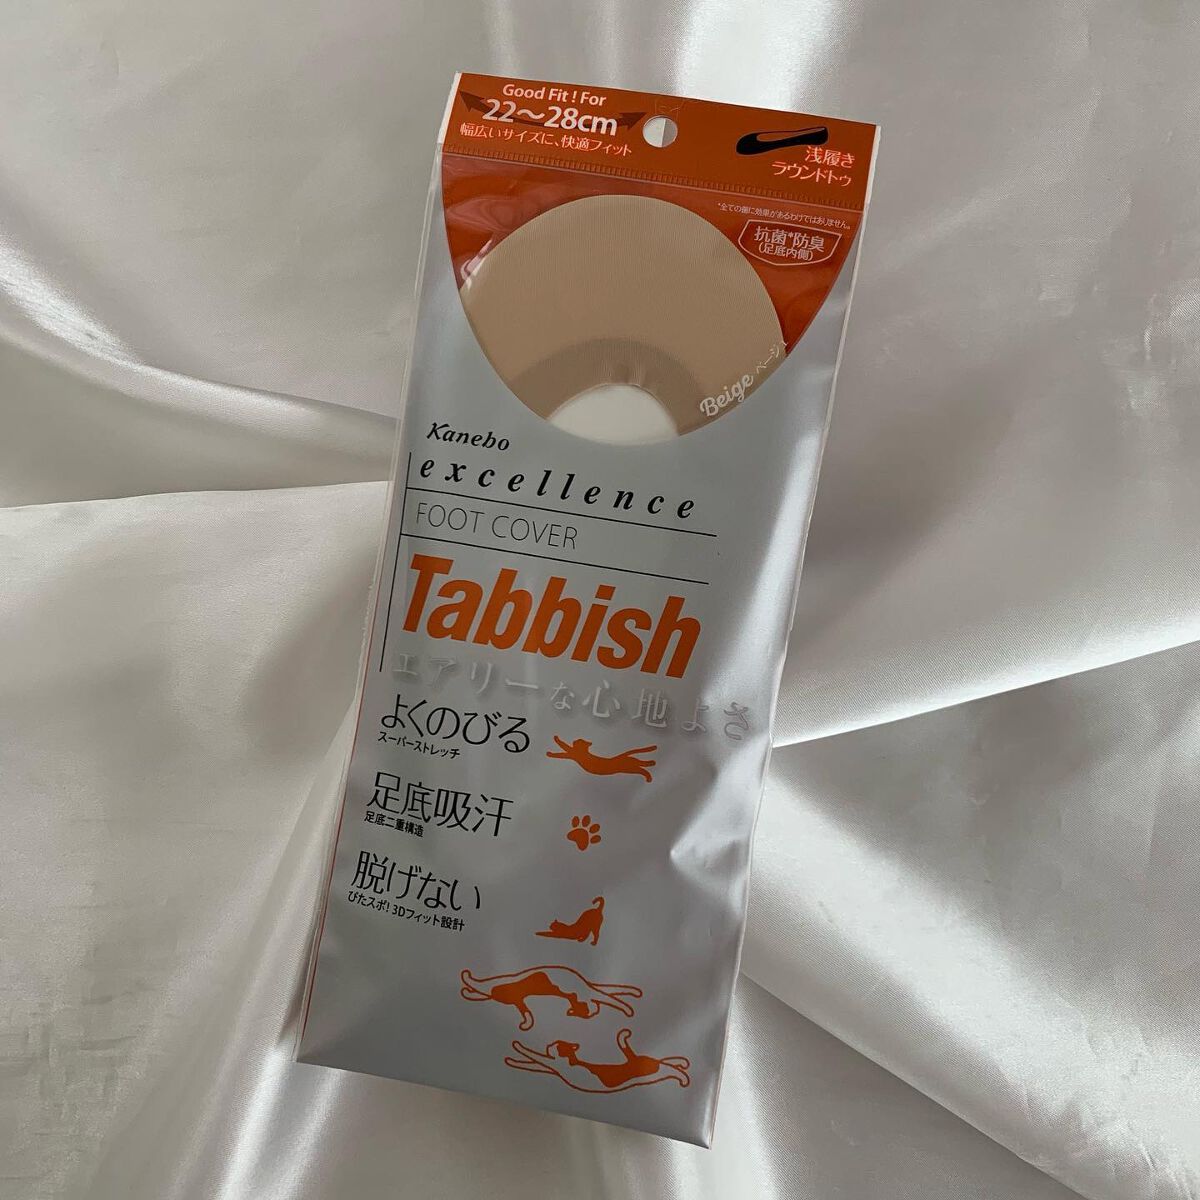 Good Fit! For
22～28cm
幅広いサイズに、快適フィット
浅履き
ラウンドトゥ
*全ての菌に効果があるわけではありません。
抗菌*防臭
(足底内側)
Beige ベージュ
Kanebo
excellence
FOOT COVER
Tabbish
エアリーな心地よさ
よくのびる
スーパーストレッチ
足底吸汗
足底二重構造
脱げない
ぴたスポ!3Dフィット設計